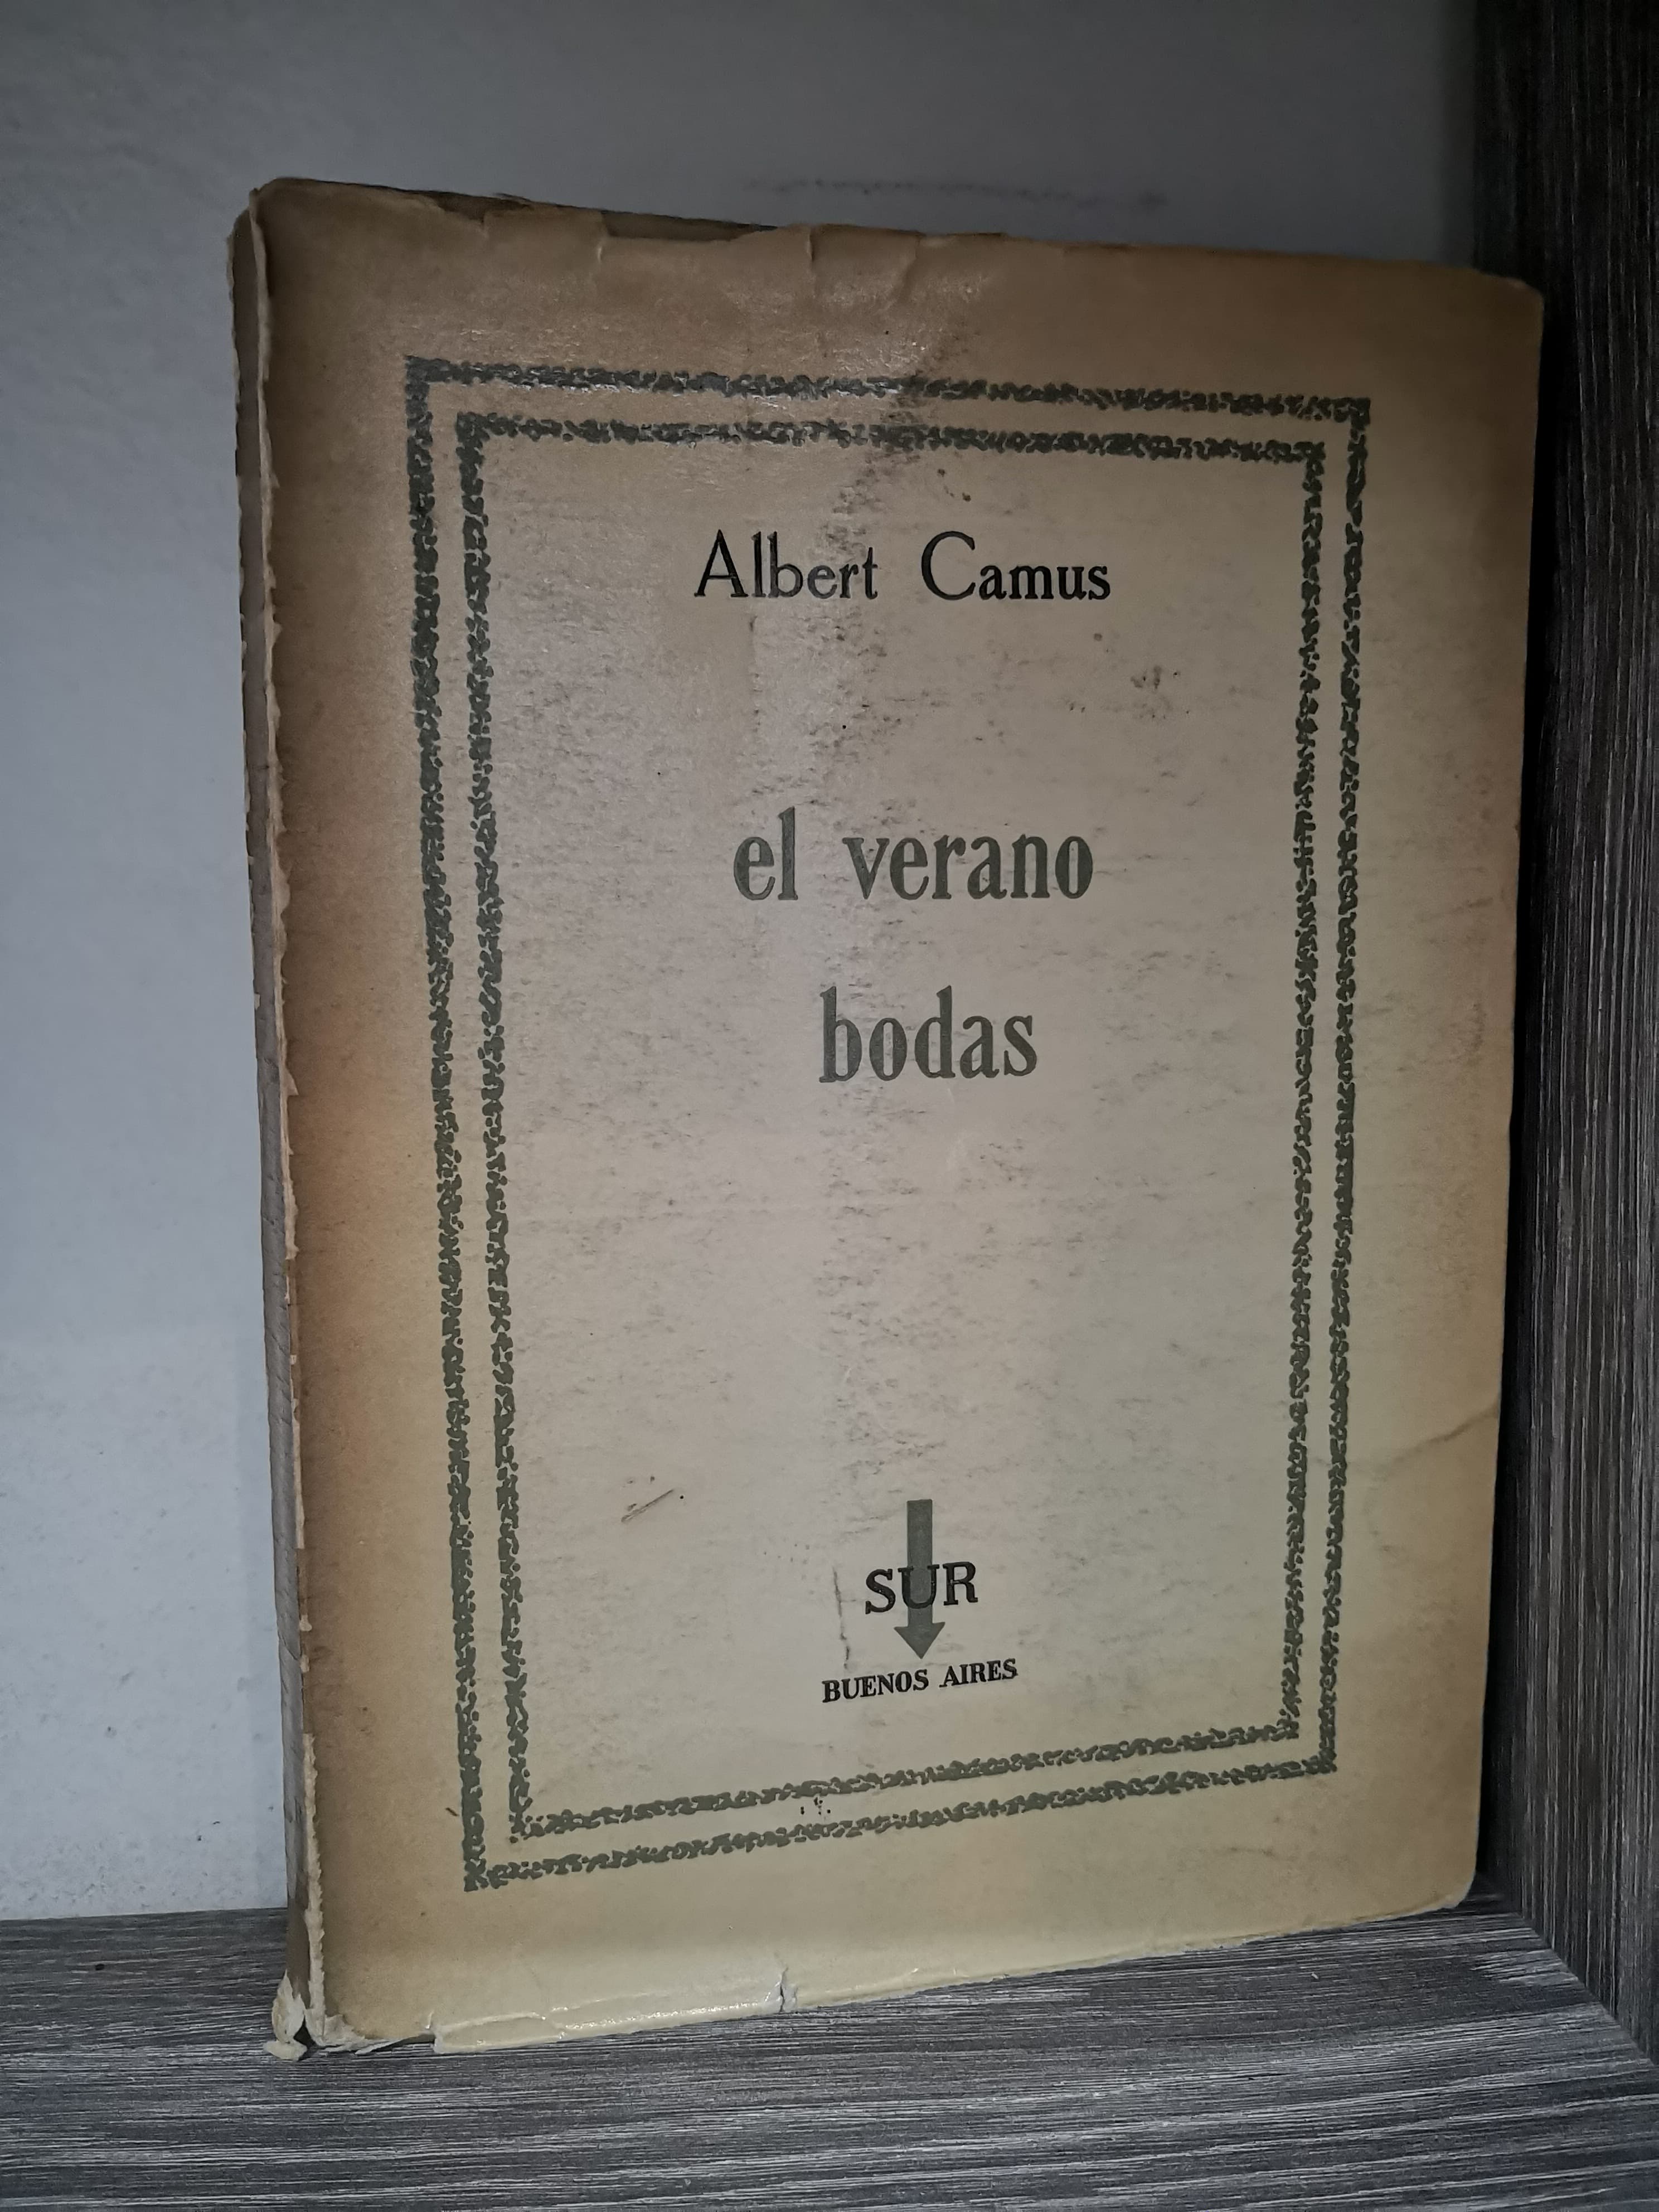 Albert Camus
el verano
bodas
SUR
BUENOS AIRES